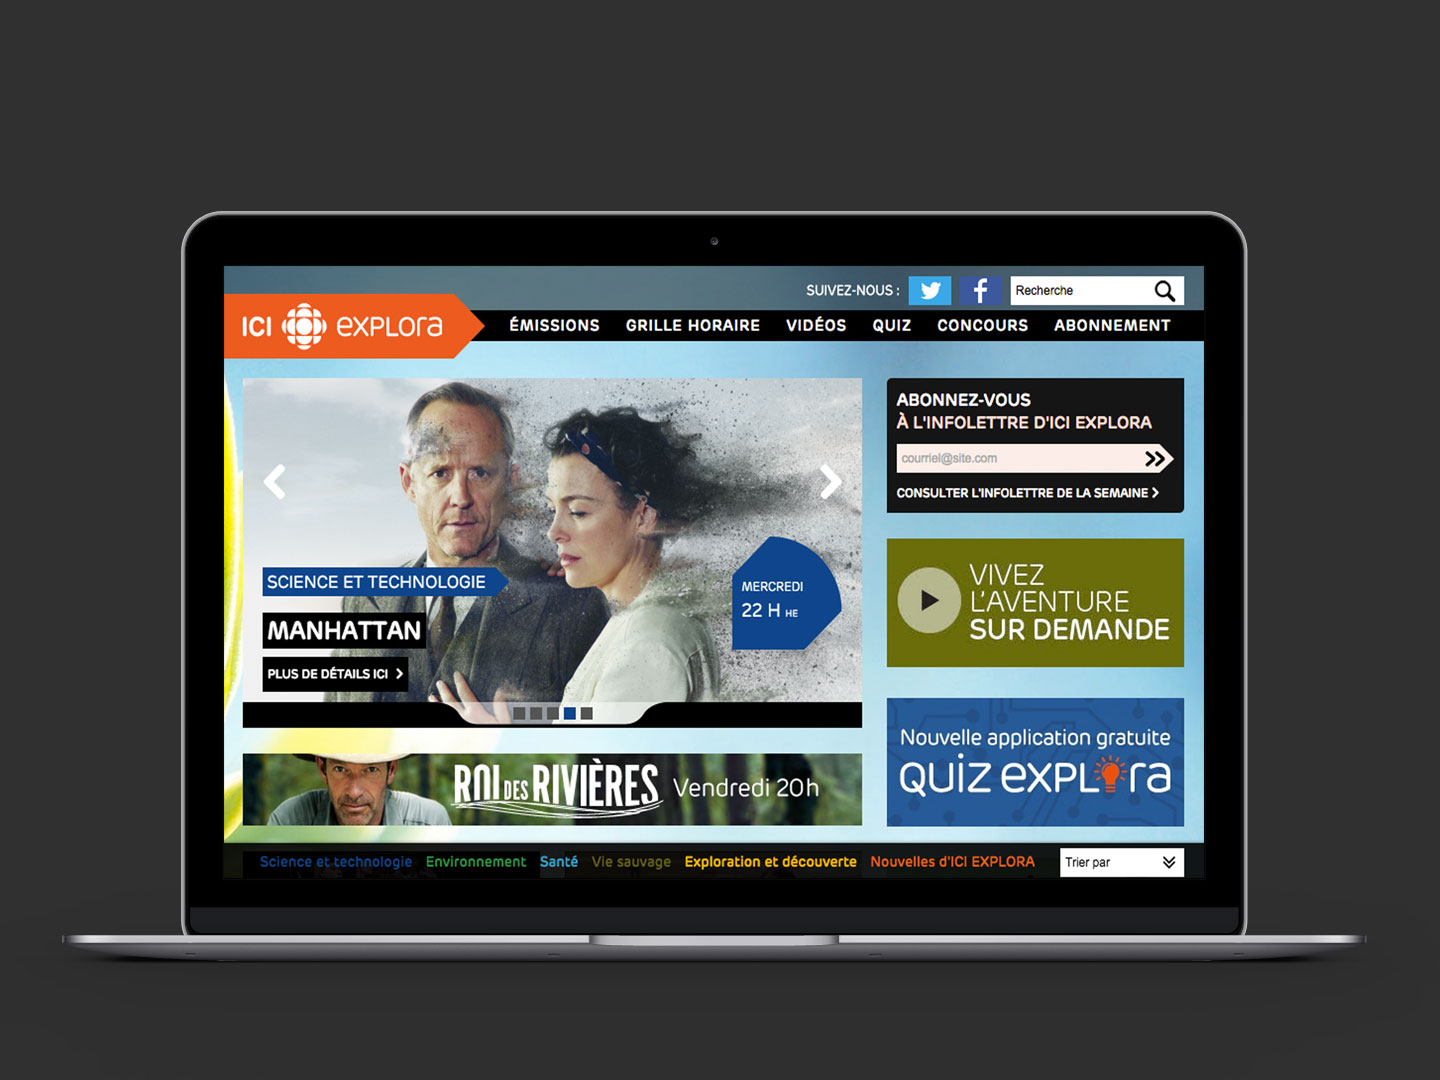 SUIVEZ-NOUS :
Recherche
ICI explora
ÉMISSIONS GRILLE HORAIRE VIDÉOS QUIZ CONCOURS ABONNEMENT
SCIENCE ET TECHNOLOGIE
MANHATTAN
PLUS DE DÉTAILS ICI
MERCREDI
22 H HE
ABONNEZ-VOUS
À L'INFOLETTRE D'ICI EXPLORA
courriel@site.com
CONSULTER L'INFOLETTRE DE LA SEMAINE
VIVEZ
L'AVENTURE
SUR DEMANDE
ROI DES RIVIÈRES Vendredi 20h
Nouvelle application gratuite
QUIZ EXPLORA
Science et technologie Environnement Santé Vie sauvage Exploration et découverte Nouvelles d'ICI EXPLORA Trier par